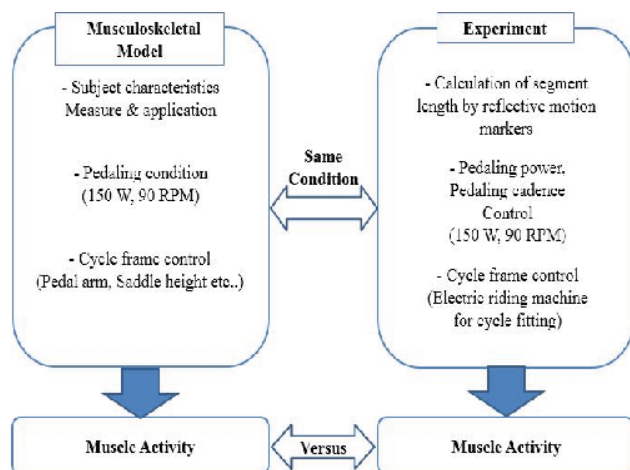 Musculoskeletal
Model
- Subject characteristics
Measure & application
- Pedaling condition
(150 W, 90 RPM)
- Cycle frame control
(Pedal arm, Saddle height etc..)
Same
Condition
Experiment
- Calculation of segment
length by reflective motion
markers
- Pedaling power,
Pedaling cadence
Control
(150 W, 90 RPM)
- Cycle frame control
(Electric riding machine
for cycle fitting)
Muscle Activity
Versus
Muscle Activity